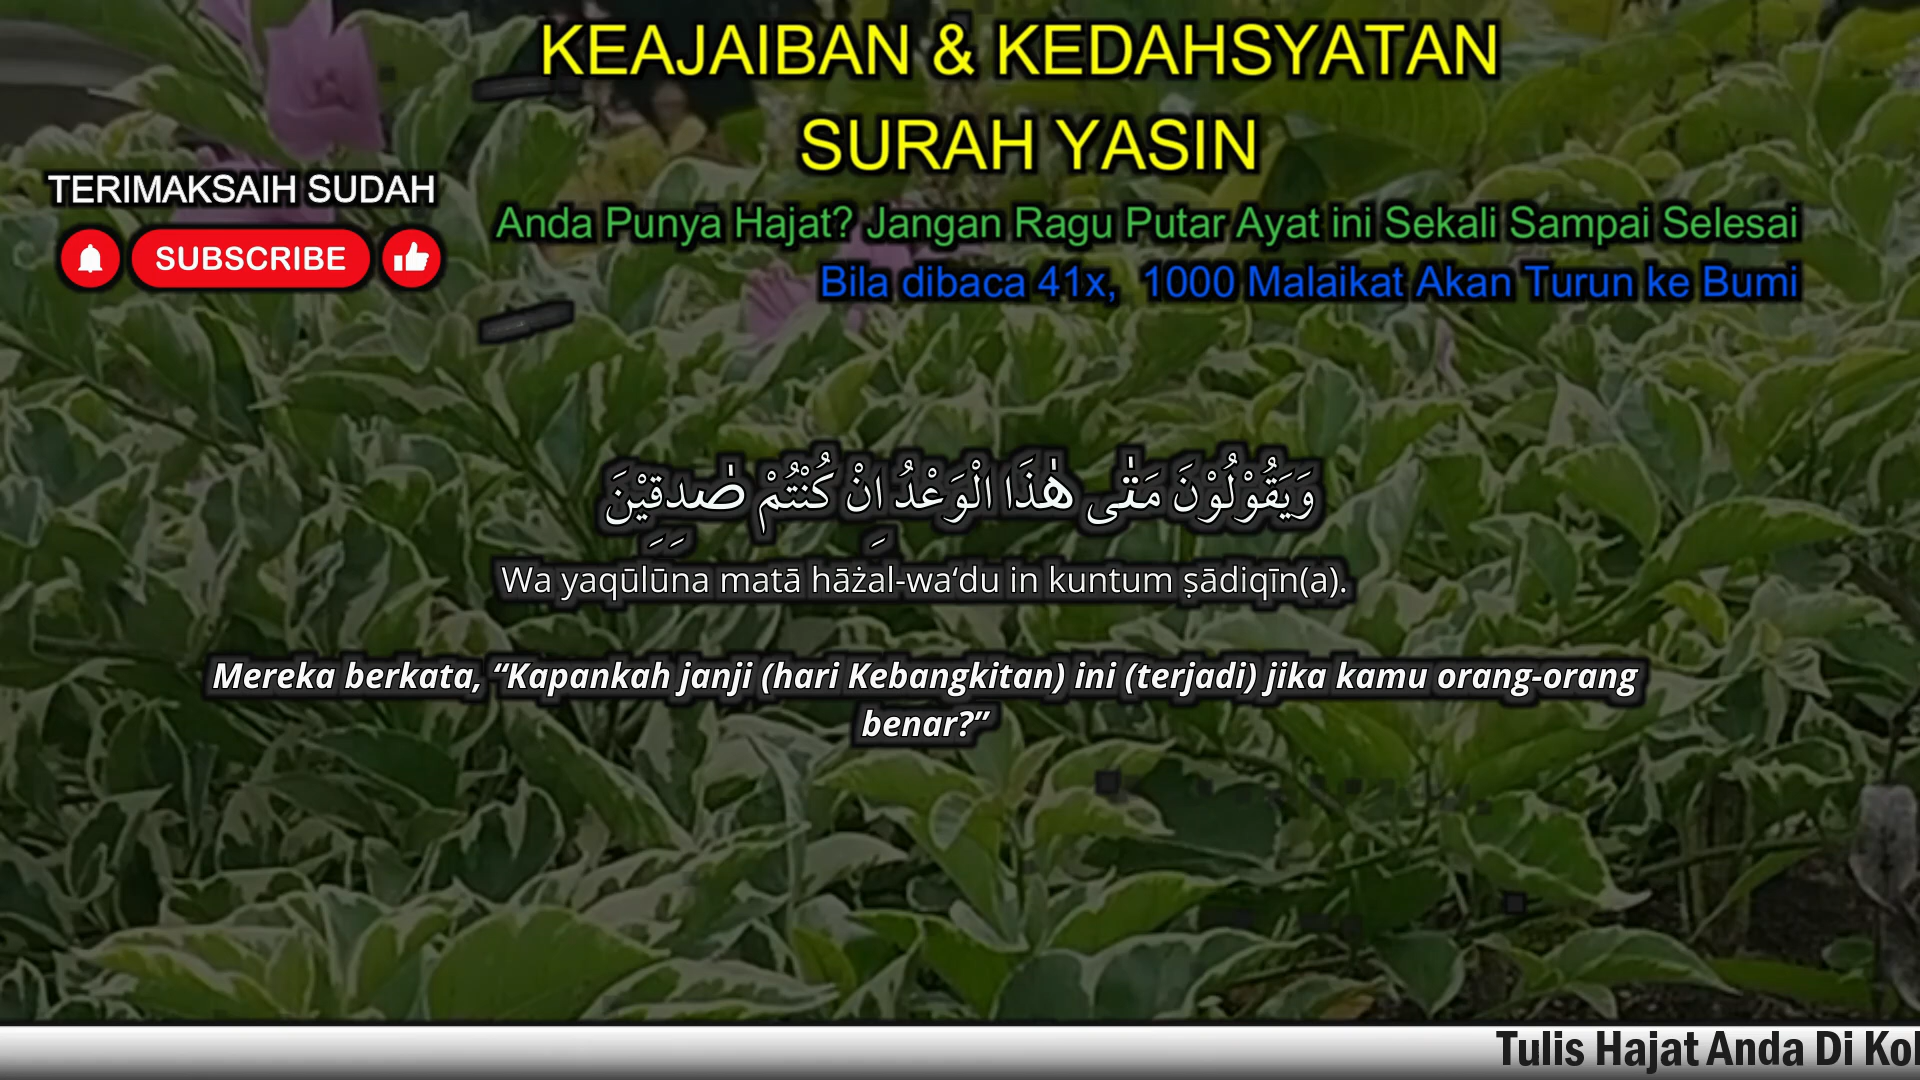 KEAJAIBAN & KEDAHSYATAN
SURAH YASIN
TERIMAKSAIH SUDAH
SUBSCRIBE
Anda Punya Hajat? Jangan Ragu Putar Ayat ini Sekali Sampai Selesai
Bila dibaca 41x, 1000 Malaikat Akan Turun ke Bumi
وَيَقُوْلُوْنَ مَتٰى هٰذَا الْوَعْدُ اِنْ كُنْتُمْ صٰدِقِيْنَ
Wa yaqūlūna matā hāżal-wa‘du in kuntum ṣādiqīn(a).
Mereka berkata, “Kapankah janji (hari Kebangkitan) ini (terjadi) jika kamu orang-orang
benar?”
Tulis Hajat Anda Di Kol